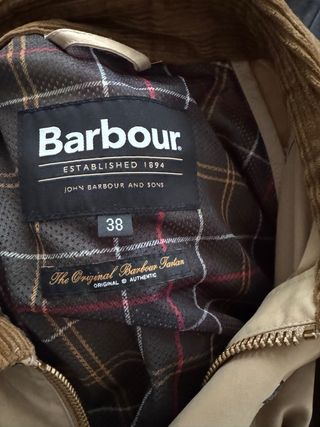 Barbour.
ESTABLISHED 1894
JOHN BARBOUR AND SONS
38
The Original Barbour Tartan
ORIGINAL © AUTHENTIC